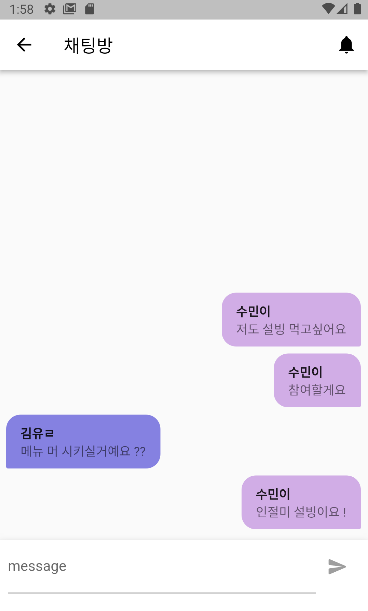 1:58
채팅방
수민이
저도 설빙 먹고싶어요
수민이
참여할게요
김유ㄹ
메뉴 머 시키실거예요 ??
수민이
인절미 설빙이요 !
message